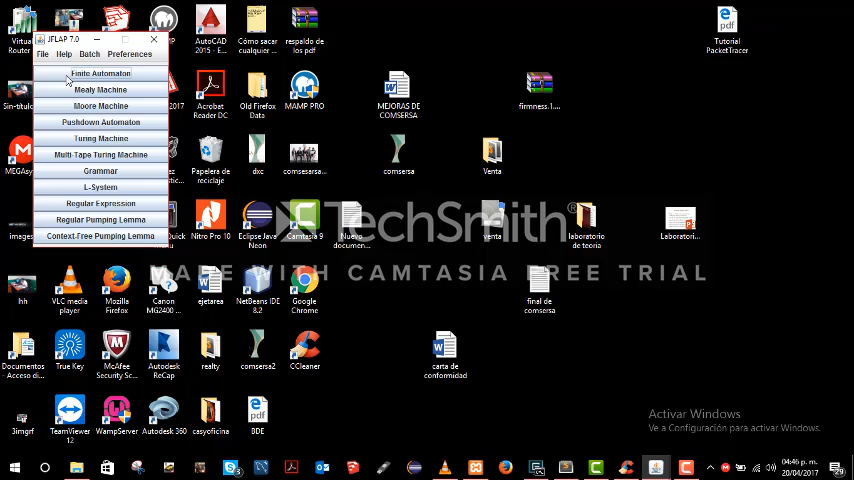 JFLAP 7.0
File Help Batch Preferences
Finite Automaton
Mealy Machine
Moore Machine
Pushdown Automaton
Turing Machine
Multi-Tape Turing Machine
Grammar
L-System
Regular Expression
Regular Pumping Lemma
Context-Free Pumping Lemma
Virtual
Router
AutoCAD
2015 - E...
Cómo sacar
cualquier ...
respaldo de
los pdf
Tutorial
PacketTracer
Sin-título
2017
Acrobat
Reader DC
Old Firefox
Data
MAMP PRO
MEJORAS DE
COMSERSA
firmness.1....
MEGAsy
Papelera de
reciclaje
dxc
comsersarsa...
comsersa
Venta
images
Nitro Pro 10
Eclipse Java
Neon
Camtasia 9
Nuevo
documen...
venta
laboratorio
de teoria
Laboratori...
TechSmith®
MADE WITH CAMTASIA FREE TRIAL
hh
VLC media
player
Mozilla
Firefox
Canon
MG2400 ...
ejetarea
NetBeans IDE
8.2
Google
Chrome
final de
comsersa
Documentos
- Acceso di...
True Key
McAfee
Security Sc...
Autodesk
ReCap
realty
comsersa2
CCleaner
carta de
conformidad
3imgrf
TeamViewer
12
WampServer
Autodesk 360
casyoficina
BDE
Activar Windows
Ve a Configuración para activar Windows.
04:46 p. m.
20/04/2017
3
29